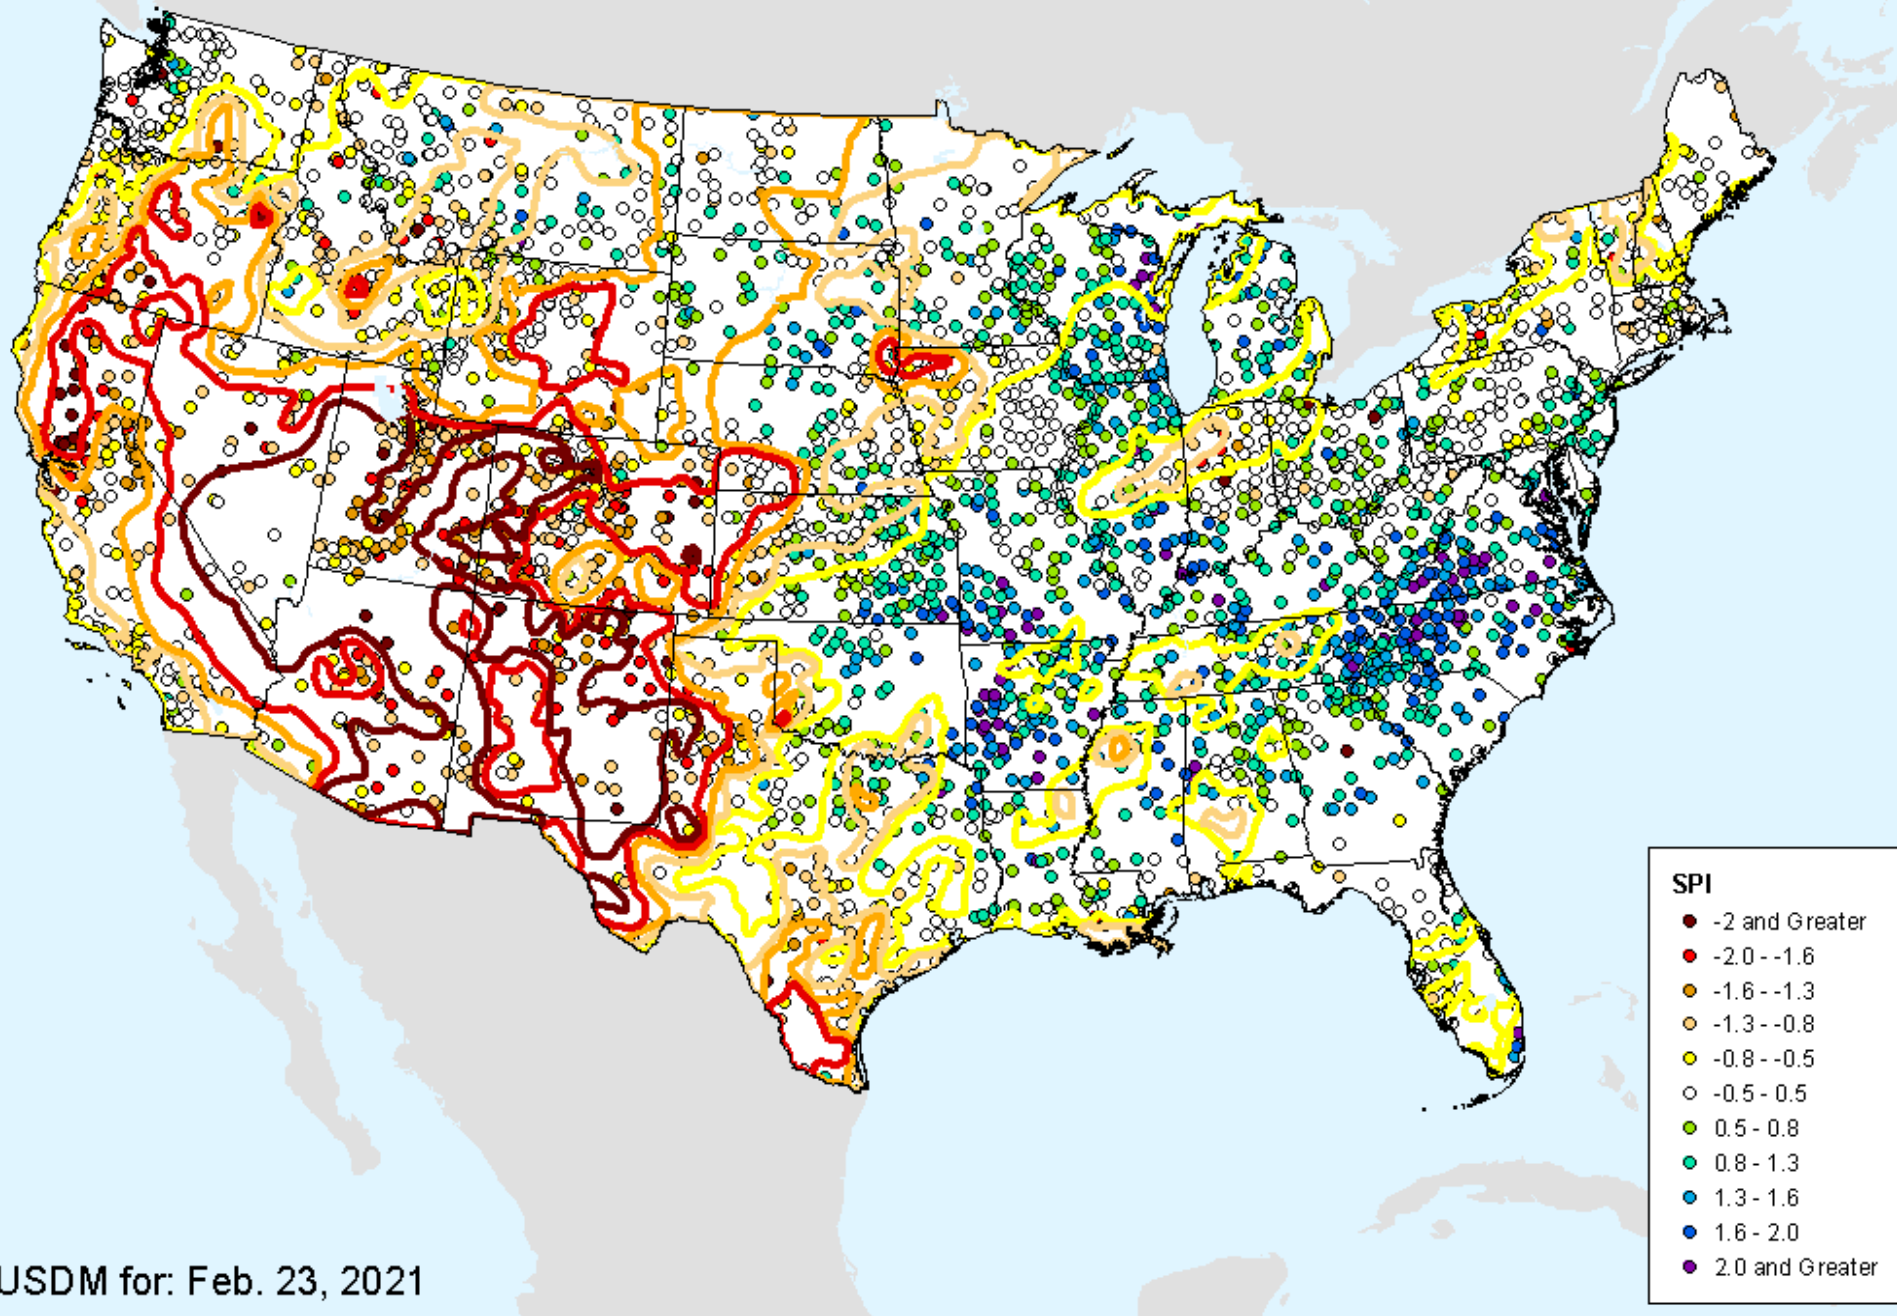 SPI
-2 and Greater
-2.0 - -1.6
-1.6 - -1.3
-1.3 - -0.8
-0.8 - -0.5
-0.5 - 0.5
0.5 - 0.8
0.8 - 1.3
1.3 - 1.6
1.6 - 2.0
2.0 and Greater
USDM for: Feb. 23, 2021